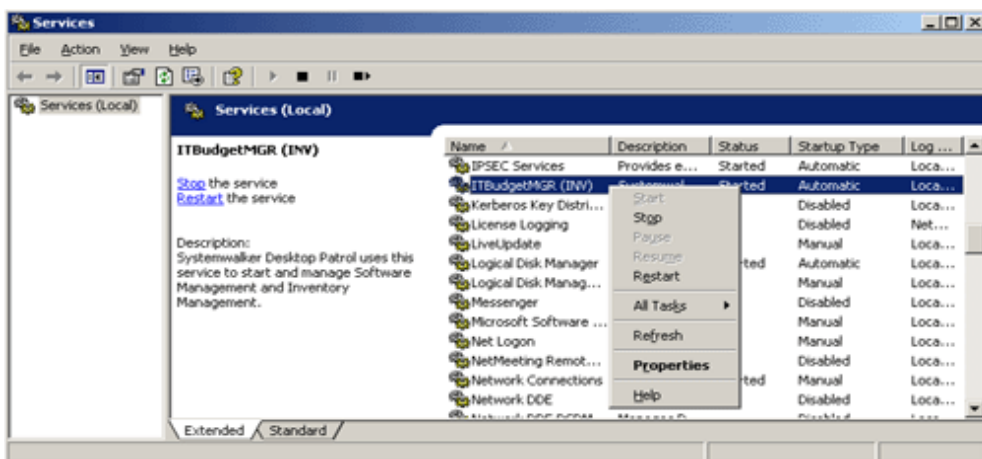 Services
File Action View Help
Services (Local)
Services (Local)
ITBudgetMGR (INV)
Stop the service
Restart the service
Description:
Systemwalker Desktop Patrol uses this
service to start and manage Software
Management and Inventory
Management.
Name Description Status Startup Type Log ...
IPSEC Services Provides e... Started Automatic Loca...
ITBudgetMGR (INV) Started Automatic Loca...
Kerberos Key Distri... Disabled Loca...
License Logging Disabled Net...
LiveUpdate Manual Loca...
Logical Disk Manager rted Automatic Loca...
Logical Disk Manag... Manual Loca...
Messenger Disabled Loca...
Microsoft Software ... Manual Loca...
Net Logon Manual Loca...
NetMeeting Remot... Disabled Loca...
Network Connections rted Manual Loca...
Network DDE Disabled Loca...
Start
Stop
Pause
Resume
Restart
All Tasks
Refresh
Properties
Help
Extended Standard